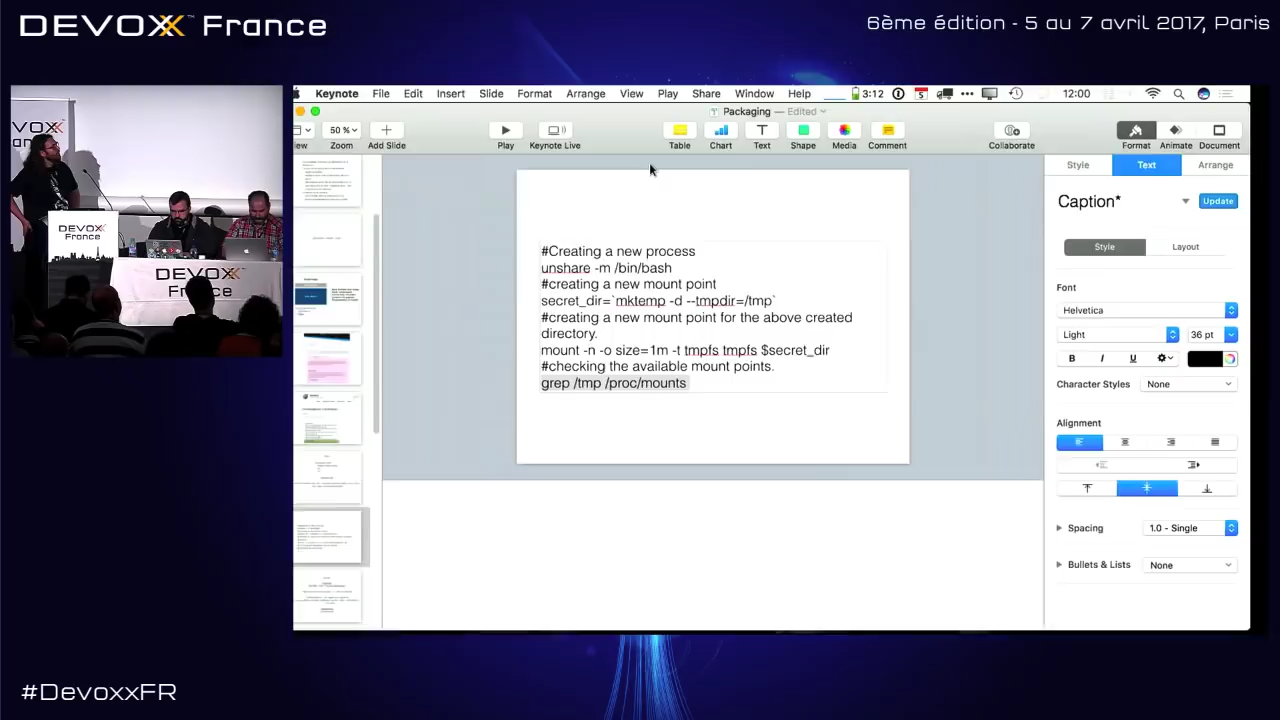 DEVOXX™ France
6ème édition - 5 au 7 avril 2017, Paris
Keynote File Edit Insert Slide Format Arrange View Play Share Window Help 3:12 5 12:00
Packaging — Edited
iew 50 % Zoom Add Slide Play Keynote Live Table Chart Text Shape Media Comment Collaborate Format Animate Document
Style Text Arrange
Caption* Update
Style Layout
Font
Helvetica
Light 36 pt
B I U
Character Styles None
Alignment
Spacing 1.0 - Single
Bullets & Lists None
#Creating a new process
unshare -m /bin/bash
#creating a new mount point
secret_dir=`mktemp -d --tmpdir=/tmp`
#creating a new mount point for the above created
directory.
mount -n -o size=1m -t tmpfs tmpfs $secret_dir
#checking the available mount points.
grep /tmp /proc/mounts
DEVOXX
France
DEVOXX
France
#DevoxxFR